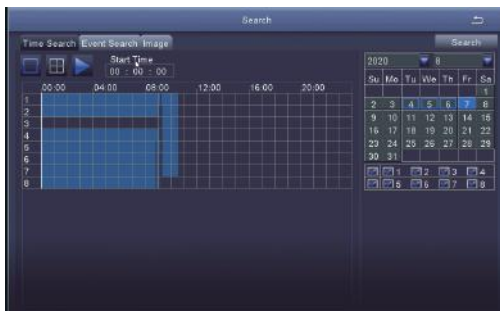 Search
Time Search Event Search Image Search
Start Time
00 : 00 : 00
2020 8
Su Mo Tu We Th Fr Sa
1
2 3 4 5 6 7 8
9 10 11 12 13 14 15
16 17 18 19 20 21 22
23 24 25 26 27 28 29
30 31
00:00 04:00 08:00 12:00 16:00 20:00
1
2
3
4
5
6
7
8
1 2 3 4
5 6 7 8